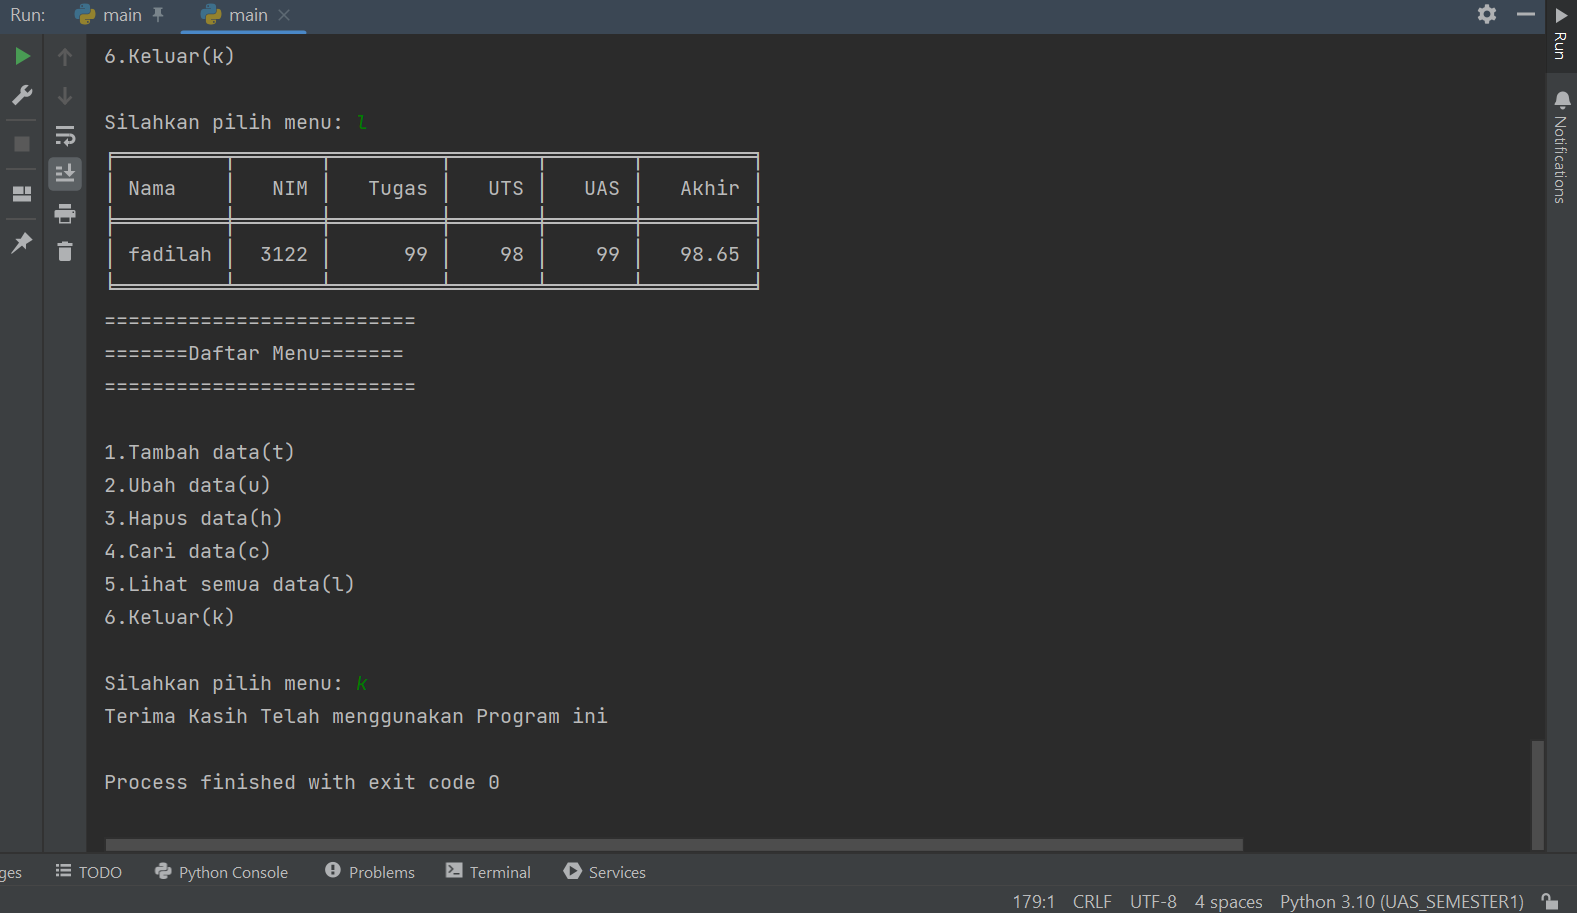 Run: main main
6.Keluar(k)
Silahkan pilih menu: l
Nama NIM Tugas UTS UAS Akhir
fadilah 3122 99 98 99 98.65
==========================
=======Daftar Menu=======
==========================
1.Tambah data(t)
2.Ubah data(u)
3.Hapus data(h)
4.Cari data(c)
5.Lihat semua data(l)
6.Keluar(k)
Silahkan pilih menu: k
Terima Kasih Telah menggunakan Program ini
Process finished with exit code 0
Run
Notifications
ges TODO Python Console Problems Terminal Services
179:1 CRLF UTF-8 4 spaces Python 3.10 (UAS_SEMESTER1)